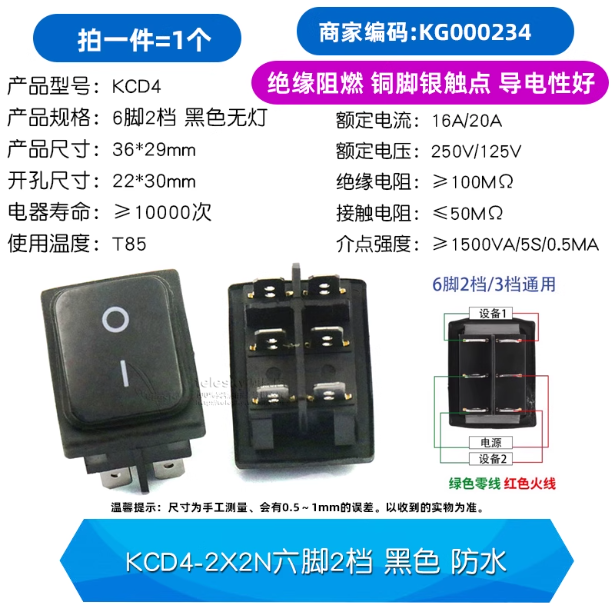 拍一件=1个
商家编码:KG000234
绝缘阻燃 铜脚银触点 导电性好
产品型号：KCD4
产品规格：6脚2档 黑色无灯
产品尺寸：36*29mm
开孔尺寸：22*30mm
电器寿命：≥10000次
使用温度：T85
额定电流：16A/20A
额定电压：250V/125V
绝缘电阻：≥100MΩ
接触电阻：≤50MΩ
介点强度：≥1500VA/5S/0.5MA
6脚2档/3档通用
设备1
电源
设备2
绿色零线 红色火线
O
I
温馨提示：尺寸为手工测量、会有0.5~1mm的误差。以收到的实物为准。
KCD4-2X2N六脚2档 黑色 防水